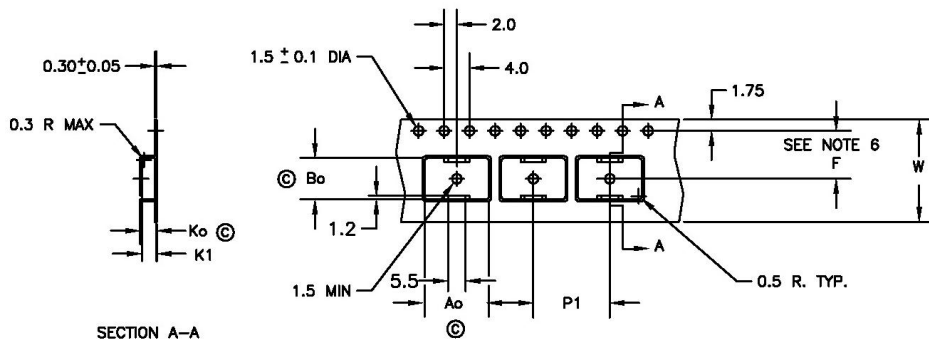 2.0
0.30±0.05
1.5 ± 0.1 DIA
4.0
A
1.75
0.3 R MAX
SEE NOTE 6
F
W
Ⓒ Bo
1.2
Ko Ⓒ
K1
A
5.5
0.5 R. TYP.
1.5 MIN
Ao
P1
Ⓒ
SECTION A-A